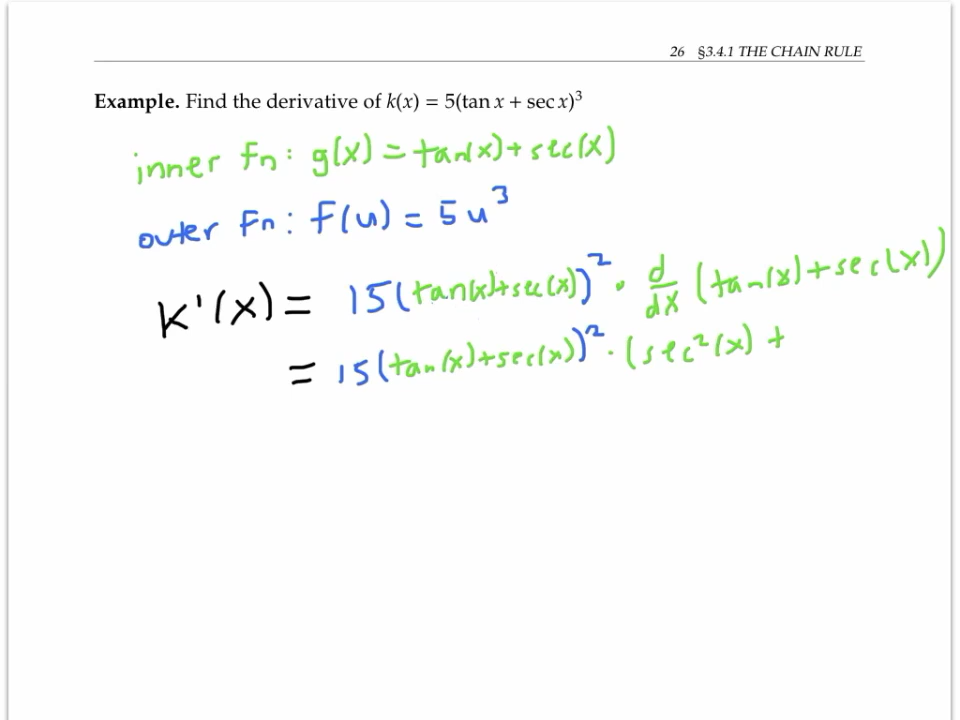 26 §3.4.1 THE CHAIN RULE
Example. Find the derivative of k(x) = 5(tan x + sec x)³
inner fn: g(x) = tan(x) + sec(x)
outer fn: f(u) = 5u³
K'(x) = 15(tan(x)+sec(x))² · d/dx (tan(x)+sec(x))
= 15(tan(x)+sec(x))² · (sec²(x) +